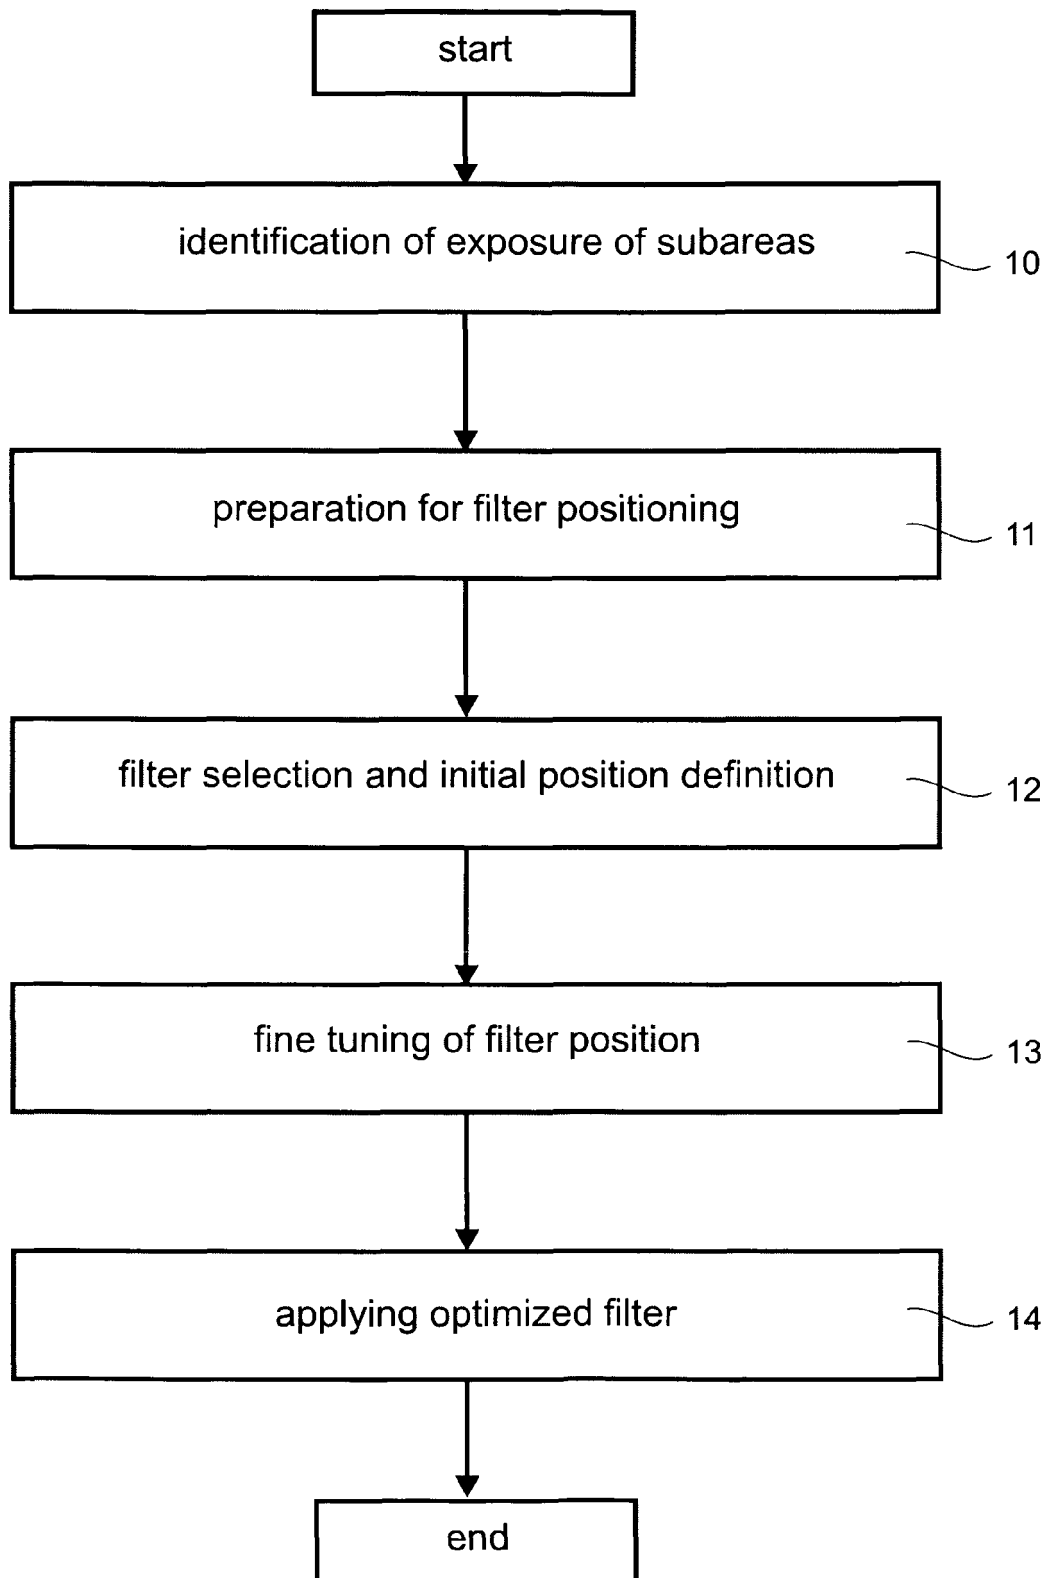 start
identification of exposure of subareas
10
preparation for filter positioning
11
filter selection and initial position definition
12
fine tuning of filter position
13
applying optimized filter
14
end